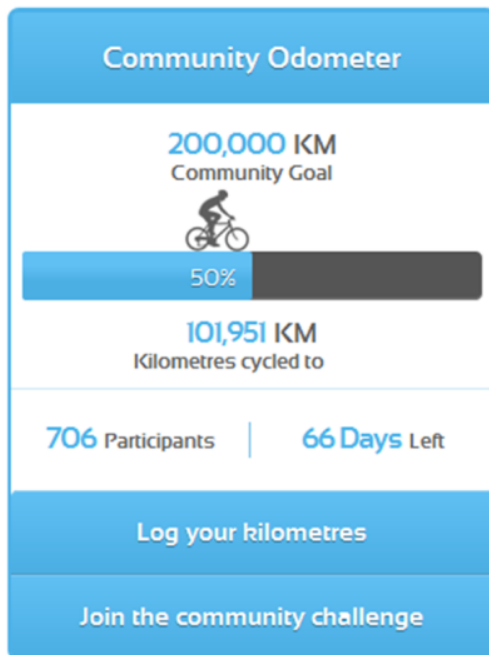 Community Odometer
200,000 KM
Community Goal
50%
101,951 KM
Kilometres cycled to
706 Participants
66 Days Left
Log your kilometres
Join the community challenge